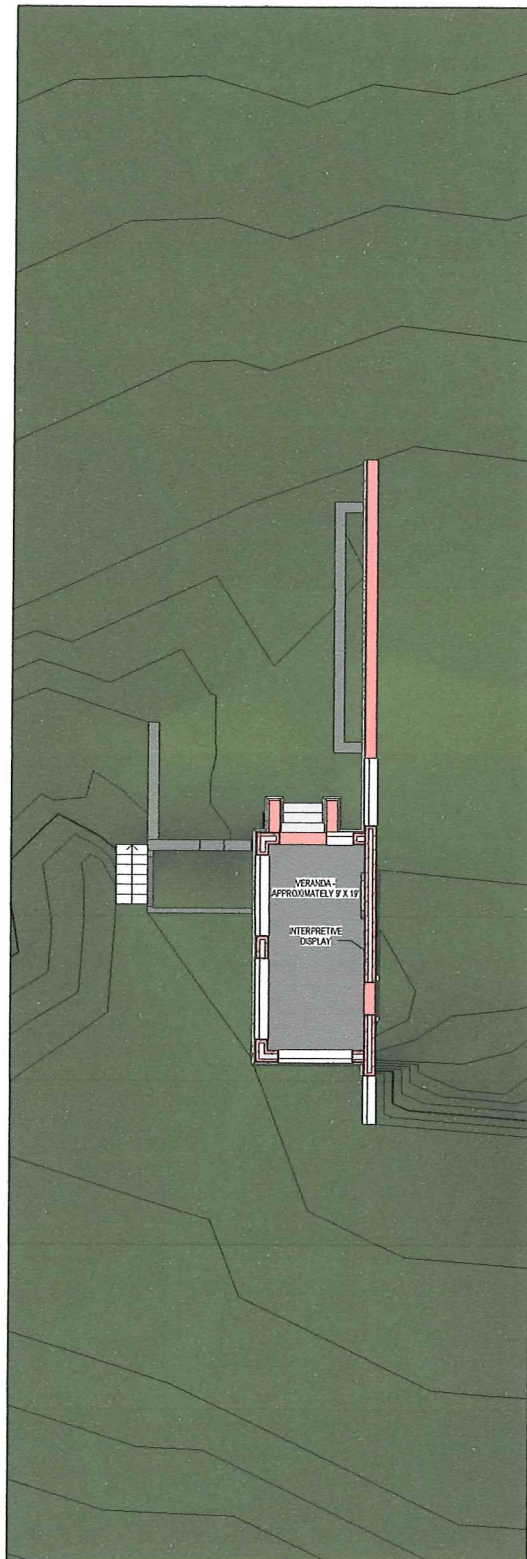 VERANDA -
APPROXIMATELY 9' X 19'
INTERPRETIVE
DISPLAY